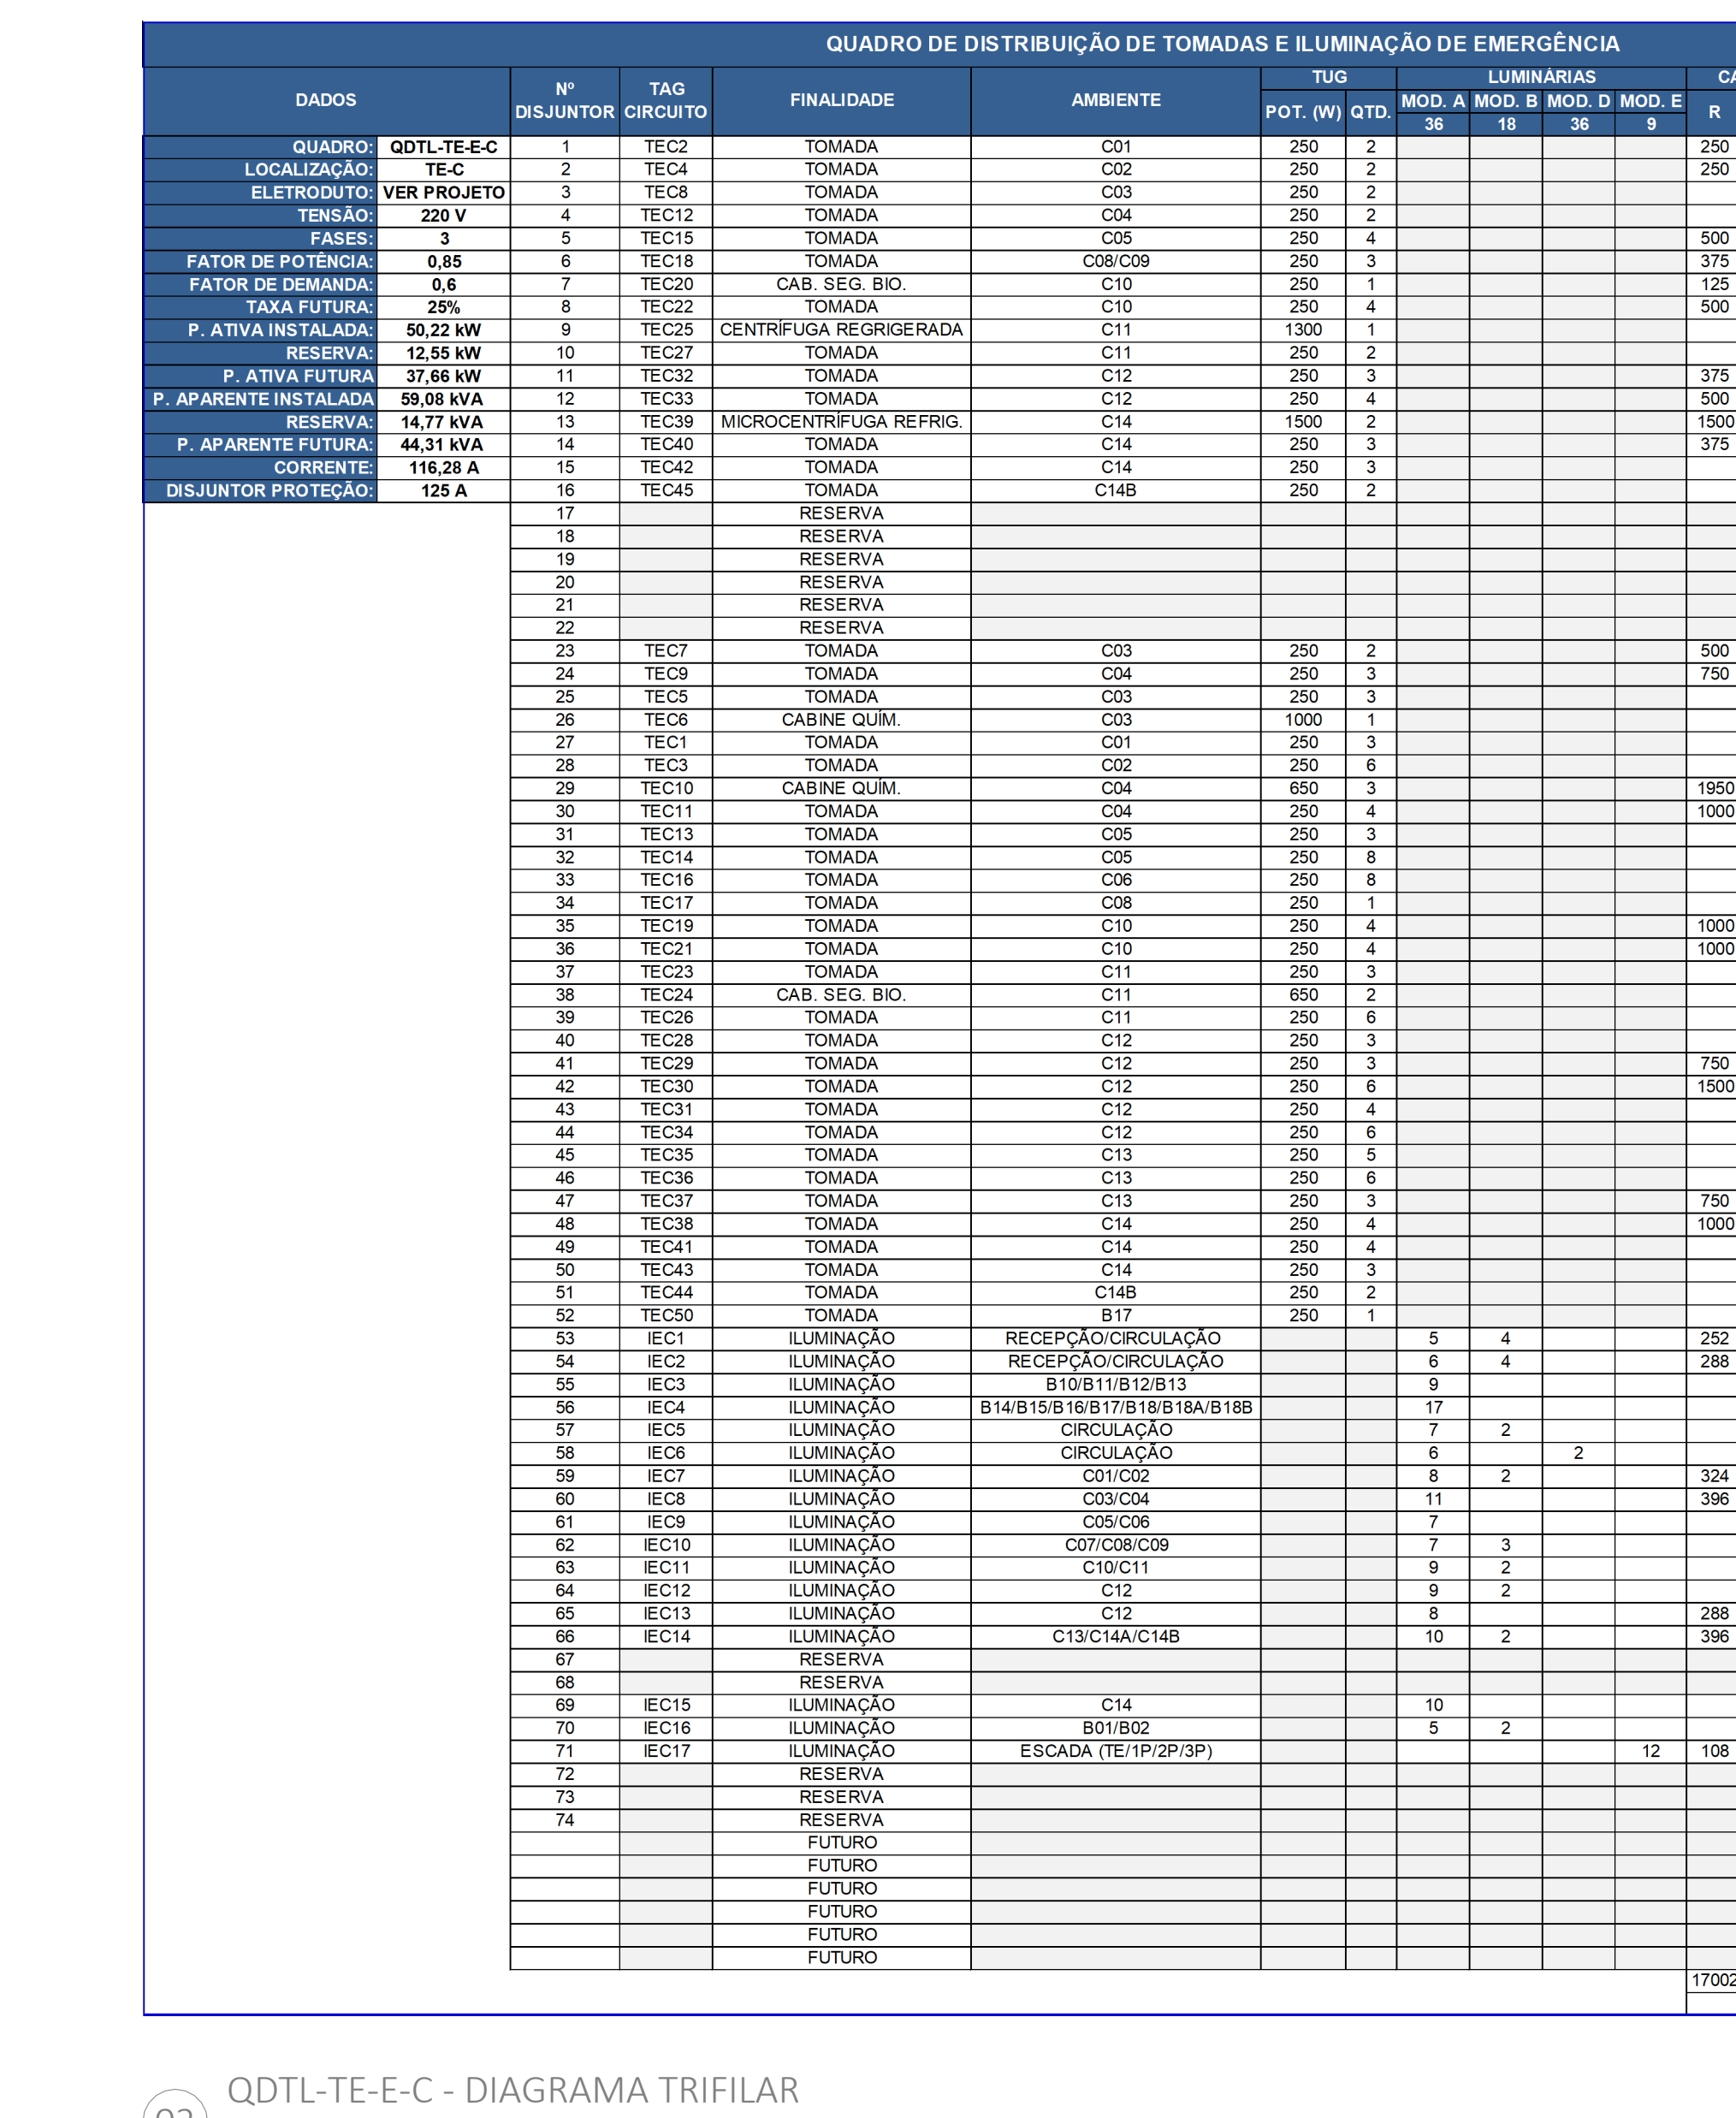 QUADRO DE DISTRIBUIÇÃO DE TOMADAS E ILUMINAÇÃO DE EMERGÊNCIA
DADOS Nº DISJUNTOR TAG CIRCUITO FINALIDADE AMBIENTE TUG LUMINÁRIAS
POT. (W) QTD. MOD. A MOD. B MOD. D MOD. E R
36 18 36 9
QUADRO: QDTL-TE-E-C 1 TEC2 TOMADA C01 250 2 250
LOCALIZAÇÃO: TE-C 2 TEC4 TOMADA C02 250 2 250
ELETRODUTO: VER PROJETO 3 TEC8 TOMADA C03 250 2
TENSÃO: 220 V 4 TEC12 TOMADA C04 250 2
FASES: 3 5 TEC15 TOMADA C05 250 4 500
FATOR DE POTÊNCIA: 0,85 6 TEC18 TOMADA C08/C09 250 3 375
FATOR DE DEMANDA: 0,6 7 TEC20 CAB. SEG. BIO. C10 250 1 125
TAXA FUTURA: 25% 8 TEC22 TOMADA C10 250 4 500
P. ATIVA INSTALADA: 50,22 kW 9 TEC25 CENTRÍFUGA REGRIGERADA C11 1300 1
RESERVA: 12,55 kW 10 TEC27 TOMADA C11 250 2
P. ATIVA FUTURA 37,66 kW 11 TEC32 TOMADA C12 250 3 375
P. APARENTE INSTALADA 59,08 kVA 12 TEC33 TOMADA C12 250 4 500
RESERVA: 14,77 kVA 13 TEC39 MICROCENTRÍFUGA REFRIG. C14 1500 2 1500
P. APARENTE FUTURA: 44,31 kVA 14 TEC40 TOMADA C14 250 3 375
CORRENTE: 116,28 A 15 TEC42 TOMADA C14 250 3
DISJUNTOR PROTEÇÃO: 125 A 16 TEC45 TOMADA C14B 250 2
17 RESERVA
18 RESERVA
19 RESERVA
20 RESERVA
21 RESERVA
22 RESERVA
23 TEC7 TOMADA C03 250 2 500
24 TEC9 TOMADA C04 250 3 750
25 TEC5 TOMADA C03 250 3
26 TEC6 CABINE QUÍM. C03 1000 1
27 TEC1 TOMADA C01 250 3
28 TEC3 TOMADA C02 250 6
29 TEC10 CABINE QUÍM. C04 650 3 1950
30 TEC11 TOMADA C04 250 4 1000
31 TEC13 TOMADA C05 250 3
32 TEC14 TOMADA C05 250 8
33 TEC16 TOMADA C06 250 8
34 TEC17 TOMADA C08 250 1
35 TEC19 TOMADA C10 250 4 1000
36 TEC21 TOMADA C10 250 4 1000
37 TEC23 TOMADA C11 250 3
38 TEC24 CAB. SEG. BIO. C11 650 2
39 TEC26 TOMADA C11 250 6
40 TEC28 TOMADA C12 250 3
41 TEC29 TOMADA C12 250 3 750
42 TEC30 TOMADA C12 250 6 1500
43 TEC31 TOMADA C12 250 4
44 TEC34 TOMADA C12 250 6
45 TEC35 TOMADA C13 250 5
46 TEC36 TOMADA C13 250 6
47 TEC37 TOMADA C13 250 3 750
48 TEC38 TOMADA C14 250 4 1000
49 TEC41 TOMADA C14 250 4
50 TEC43 TOMADA C14 250 3
51 TEC44 TOMADA C14B 250 2
52 TEC50 TOMADA B17 250 1
53 IEC1 ILUMINAÇÃO RECEPÇÃO/CIRCULAÇÃO 5 4 252
54 IEC2 ILUMINAÇÃO RECEPÇÃO/CIRCULAÇÃO 6 4 288
55 IEC3 ILUMINAÇÃO B10/B11/B12/B13 9
56 IEC4 ILUMINAÇÃO B14/B15/B16/B17/B18/B18A/B18B 17
57 IEC5 ILUMINAÇÃO CIRCULAÇÃO 7 2
58 IEC6 ILUMINAÇÃO CIRCULAÇÃO 6 2
59 IEC7 ILUMINAÇÃO C01/C02 8 2 324
60 IEC8 ILUMINAÇÃO C03/C04 11 396
61 IEC9 ILUMINAÇÃO C05/C06 7
62 IEC10 ILUMINAÇÃO C07/C08/C09 7 3
63 IEC11 ILUMINAÇÃO C10/C11 9 2
64 IEC12 ILUMINAÇÃO C12 9 2
65 IEC13 ILUMINAÇÃO C12 8 288
66 IEC14 ILUMINAÇÃO C13/C14A/C14B 10 2 396
67 RESERVA
68 RESERVA
69 IEC15 ILUMINAÇÃO C14 10
70 IEC16 ILUMINAÇÃO B01/B02 5 2
71 IEC17 ILUMINAÇÃO ESCADA (TE/1P/2P/3P) 12 108
72 RESERVA
73 RESERVA
74 RESERVA
FUTURO
FUTURO
FUTURO
FUTURO
FUTURO
FUTURO
17002
QDTL-TE-E-C - DIAGRAMA TRIFILAR